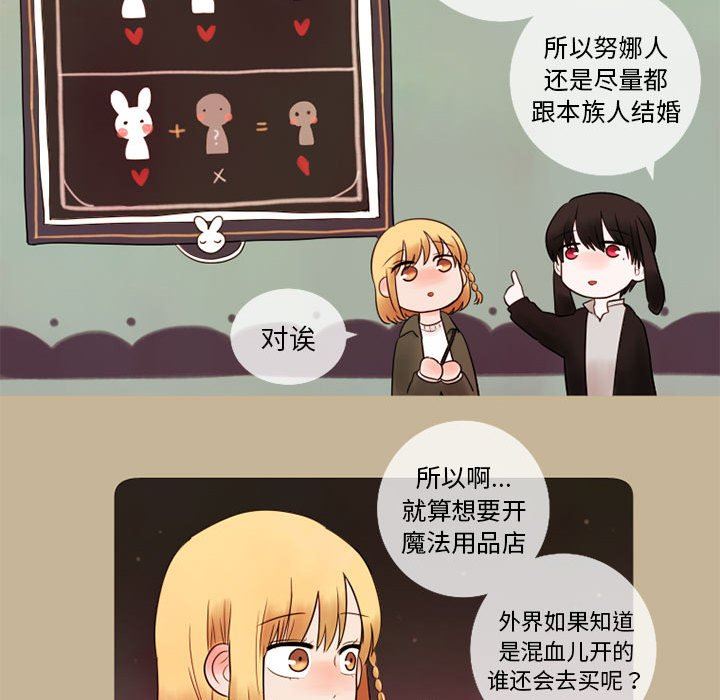 所以努娜人
还是尽量都
跟本族人结婚
对诶
所以啊...
就算想要开
魔法用品店
外界如果知道
是混血儿开的
谁还会去买呢？
+
=
?
×